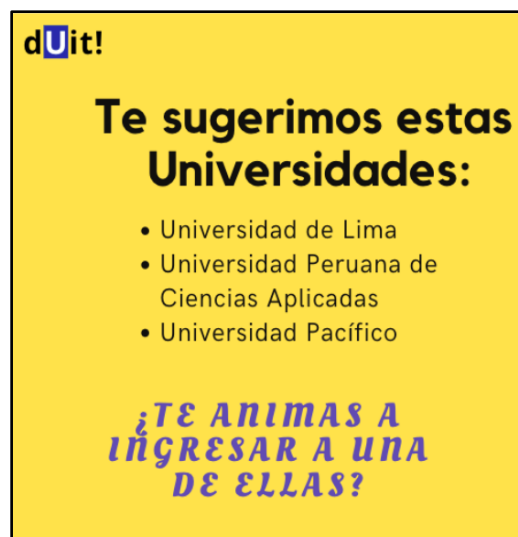 dUit!
Te sugerimos estas
Universidades:
• Universidad de Lima
• Universidad Peruana de
Ciencias Aplicadas
• Universidad Pacífico
¿TE ANIMAS A
INGRESAR A UNA
DE ELLAS?